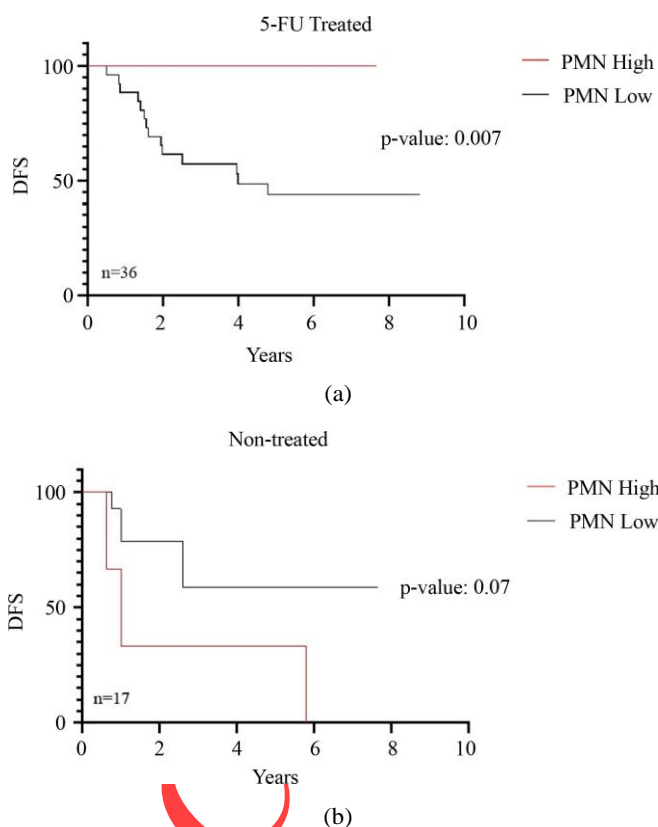 5-FU Treated
100
50
0
DFS
PMN High
PMN Low
p-value: 0.007
n=36
0 2 4 6 8 10
Years
(a)
Non-treated
100
50
0
DFS
PMN High
PMN Low
p-value: 0.07
n=17
0 2 4 6 8 10
Years
(b)